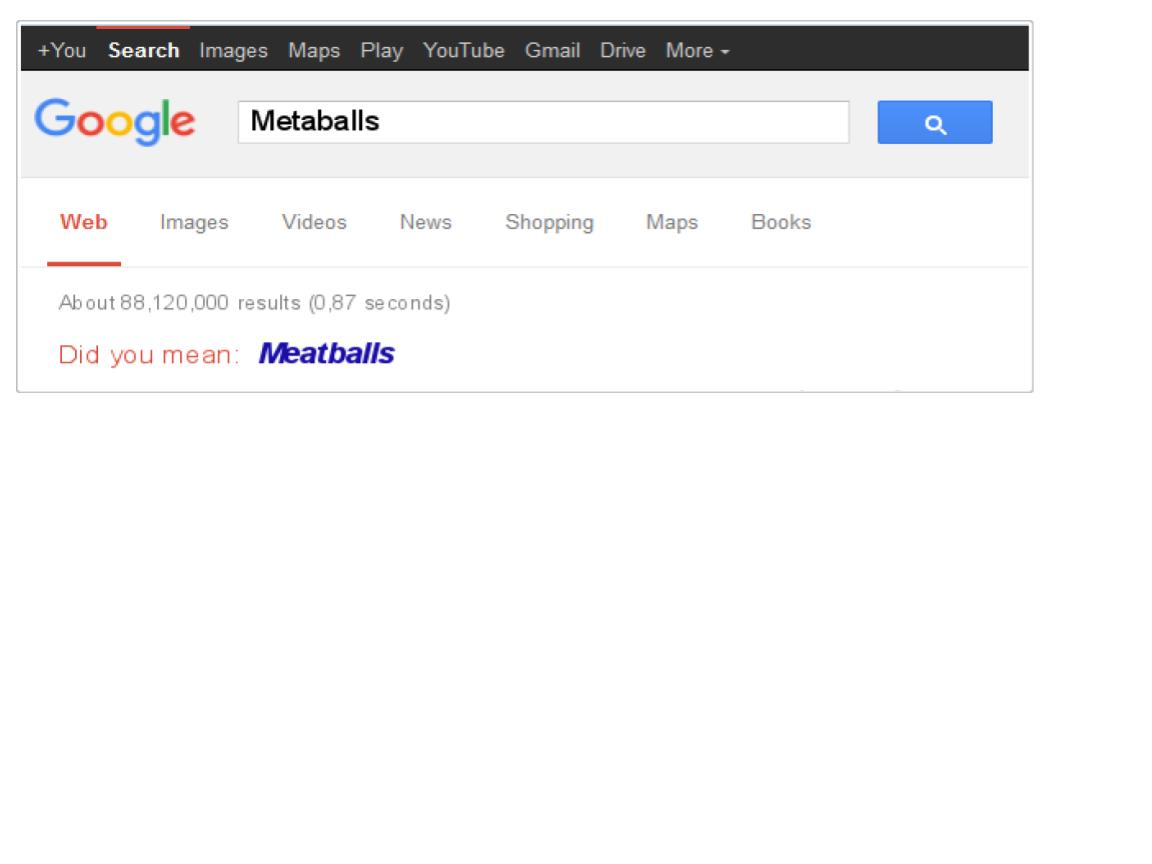 +You Search Images Maps Play YouTube Gmail Drive More
Google Metaballs
Web Images Videos News Shopping Maps Books
About 88,120,000 results (0,87 seconds)
Did you mean: Meatballs